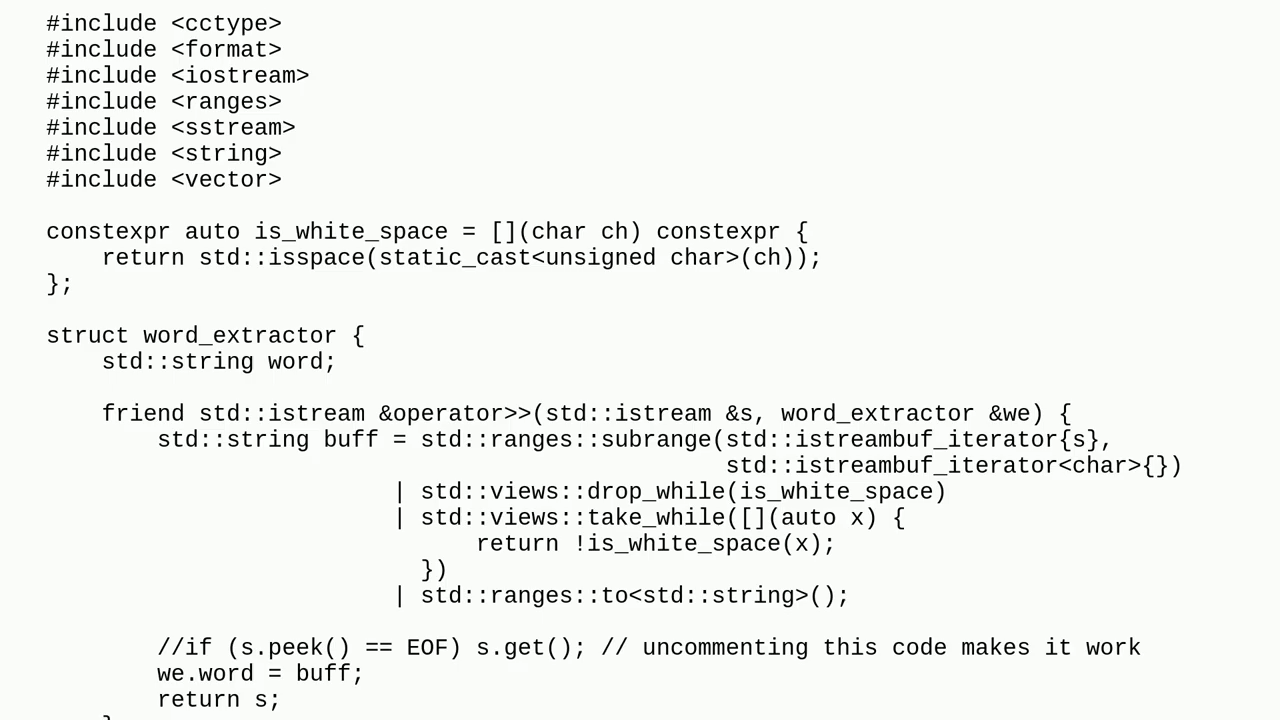 #include <cctype>
#include <format>
#include <iostream>
#include <ranges>
#include <sstream>
#include <string>
#include <vector>

constexpr auto is_white_space = [](char ch) constexpr {
    return std::isspace(static_cast<unsigned char>(ch));
};

struct word_extractor {
    std::string word;

    friend std::istream &operator>>(std::istream &s, word_extractor &we) {
        std::string buff = std::ranges::subrange(std::istreambuf_iterator{s},
                                                 std::istreambuf_iterator<char>{})
                         | std::views::drop_while(is_white_space)
                         | std::views::take_while([](auto x) {
                               return !is_white_space(x);
                           })
                         | std::ranges::to<std::string>();

        //if (s.peek() == EOF) s.get(); // uncommenting this code makes it work
        we.word = buff;
        return s;
    }